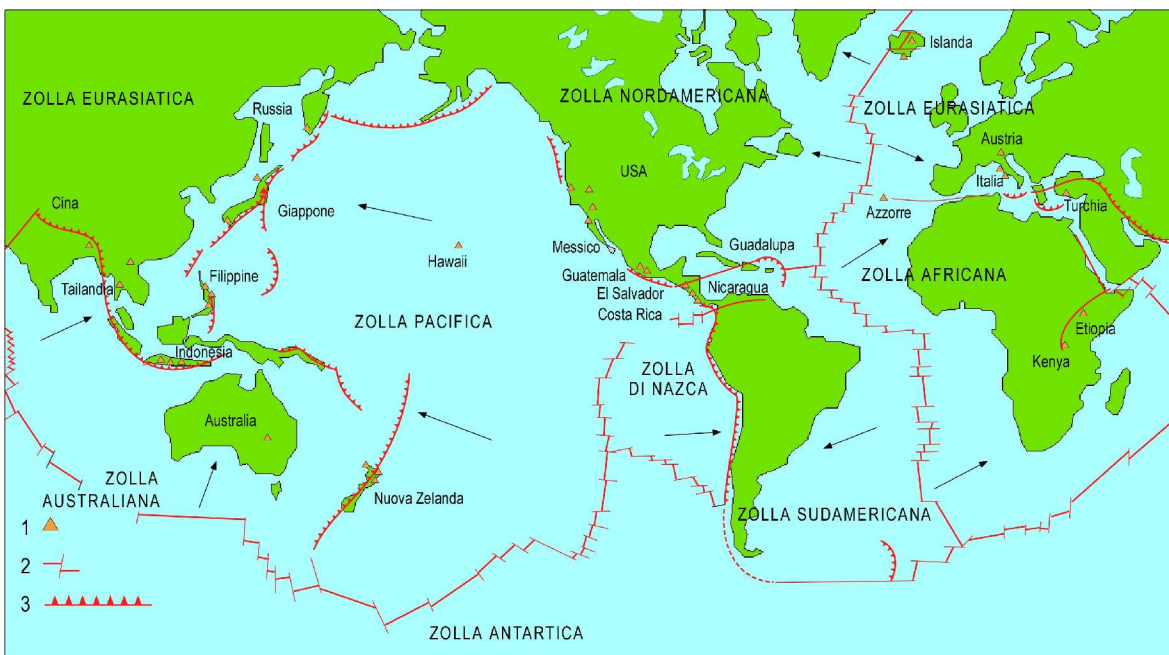 Islanda
ZOLLA EURASIATICA
ZOLLA NORDAMERICANA
ZOLLA EURASIATICA
Russia
Austria
USA
Italia
Cina
Giappone
Azzorre
Turchia
Messico
Guadalupa
Hawaii
Filippine
Guatemala
Nicaragua
ZOLLA AFRICANA
Tailandia
El Salvador
Costa Rica
ZOLLA PACIFICA
Etiopia
Indonesia
Kenya
ZOLLA
DI NAZCA
Australia
ZOLLA
AUSTRALIANA
Nuova Zelanda
ZOLLA SUDAMERICANA
1
2
3
ZOLLA ANTARTICA